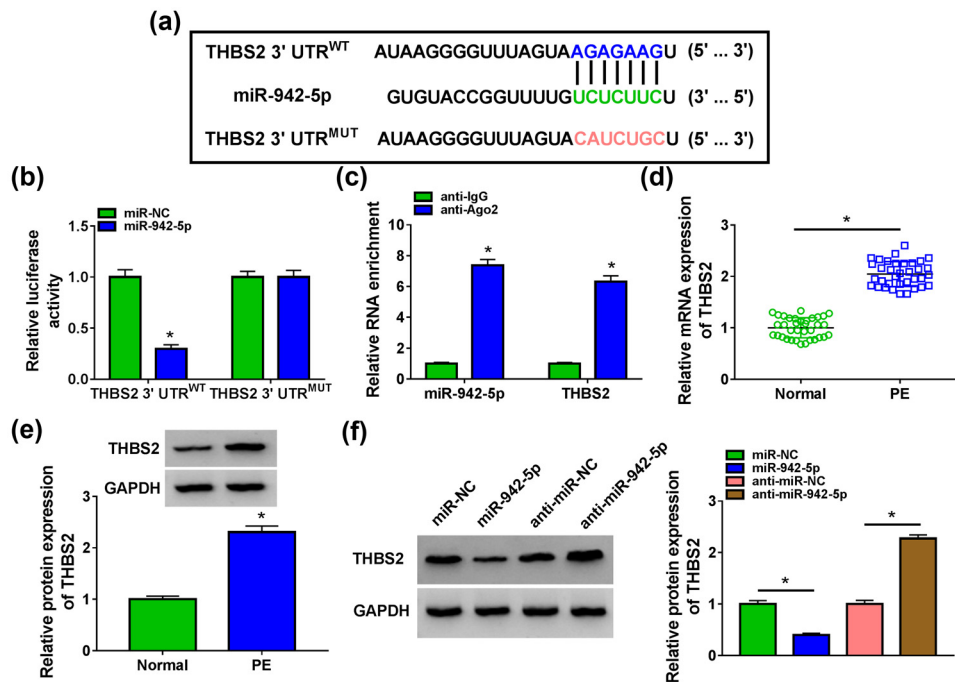 (a)
THBS2 3' UTR^WT AUAAGGGGUUUAGUAAGAGAAGU (5' ... 3')
miR-942-5p GUGUACCGGUUUUGUCUCUUCU (3' ... 5')
THBS2 3' UTR^MUT AUAAGGGGUUUAGUACAUCUGCU (5' ... 3')
(b)
miR-NC
miR-942-5p
Relative luciferase activity
1.5
1.0
0.5
0.0
*
THBS2 3' UTR^WT THBS2 3' UTR^MUT
(c)
anti-IgG
anti-Ago2
Relative RNA enrichment
10
8
6
4
2
0
* *
miR-942-5p THBS2
(d)
Relative mRNA expression of THBS2
3
2
1
0
*
Normal PE
(e)
THBS2
GAPDH
Relative protein expression of THBS2
3
2
1
0
*
Normal PE
(f)
miR-NC miR-942-5p anti-miR-NC anti-miR-942-5p
THBS2
GAPDH
miR-NC
miR-942-5p
anti-miR-NC
anti-miR-942-5p
Relative protein expression of THBS2
3
2
1
0
* *